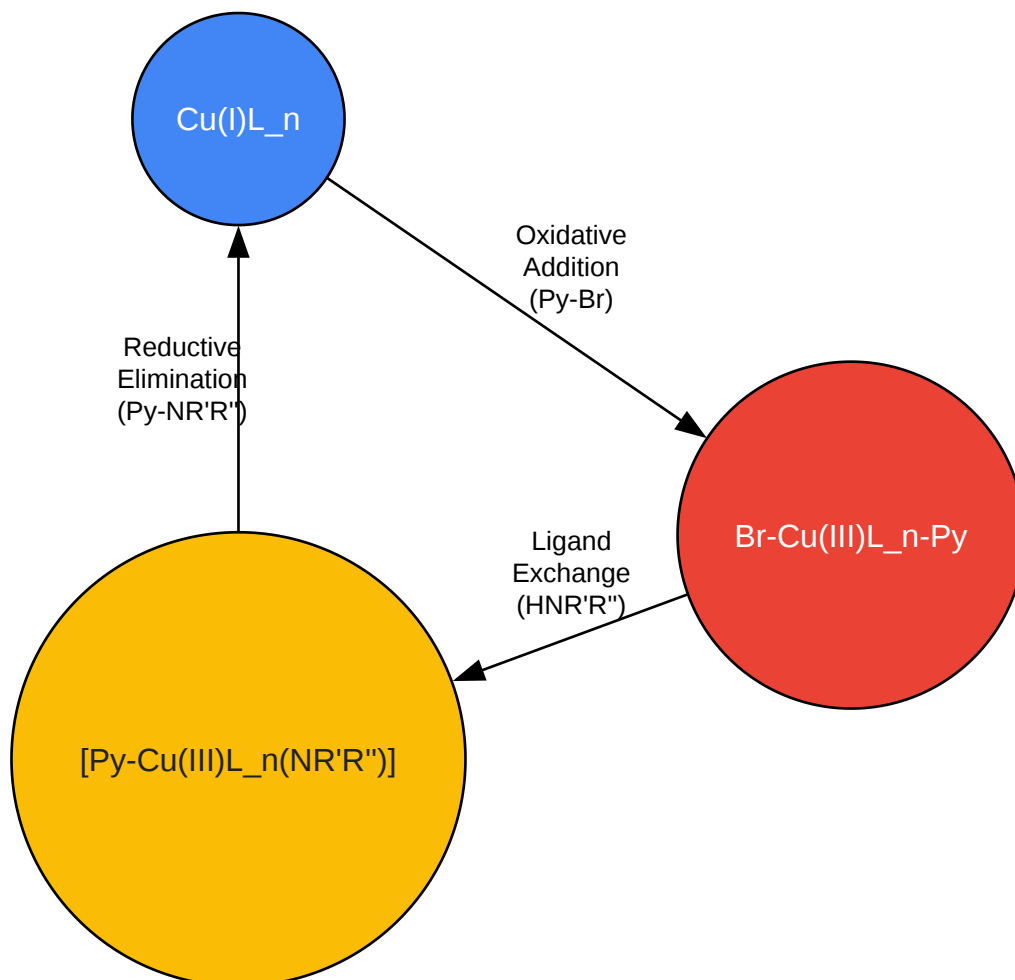 Cu(I)L_n
Oxidative
Addition
(Py-Br)
Reductive
Elimination
(Py-NR'R")
Br-Cu(III)L_n-Py
Ligand
Exchange
(HNR'R")
[Py-Cu(III)L_n(NR'R")]